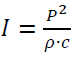 I = P² / ρ·c